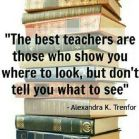 "The best teachers are
those who show you
where to look, but don't
tell you what to see"
- Alexandra K. Trenfor